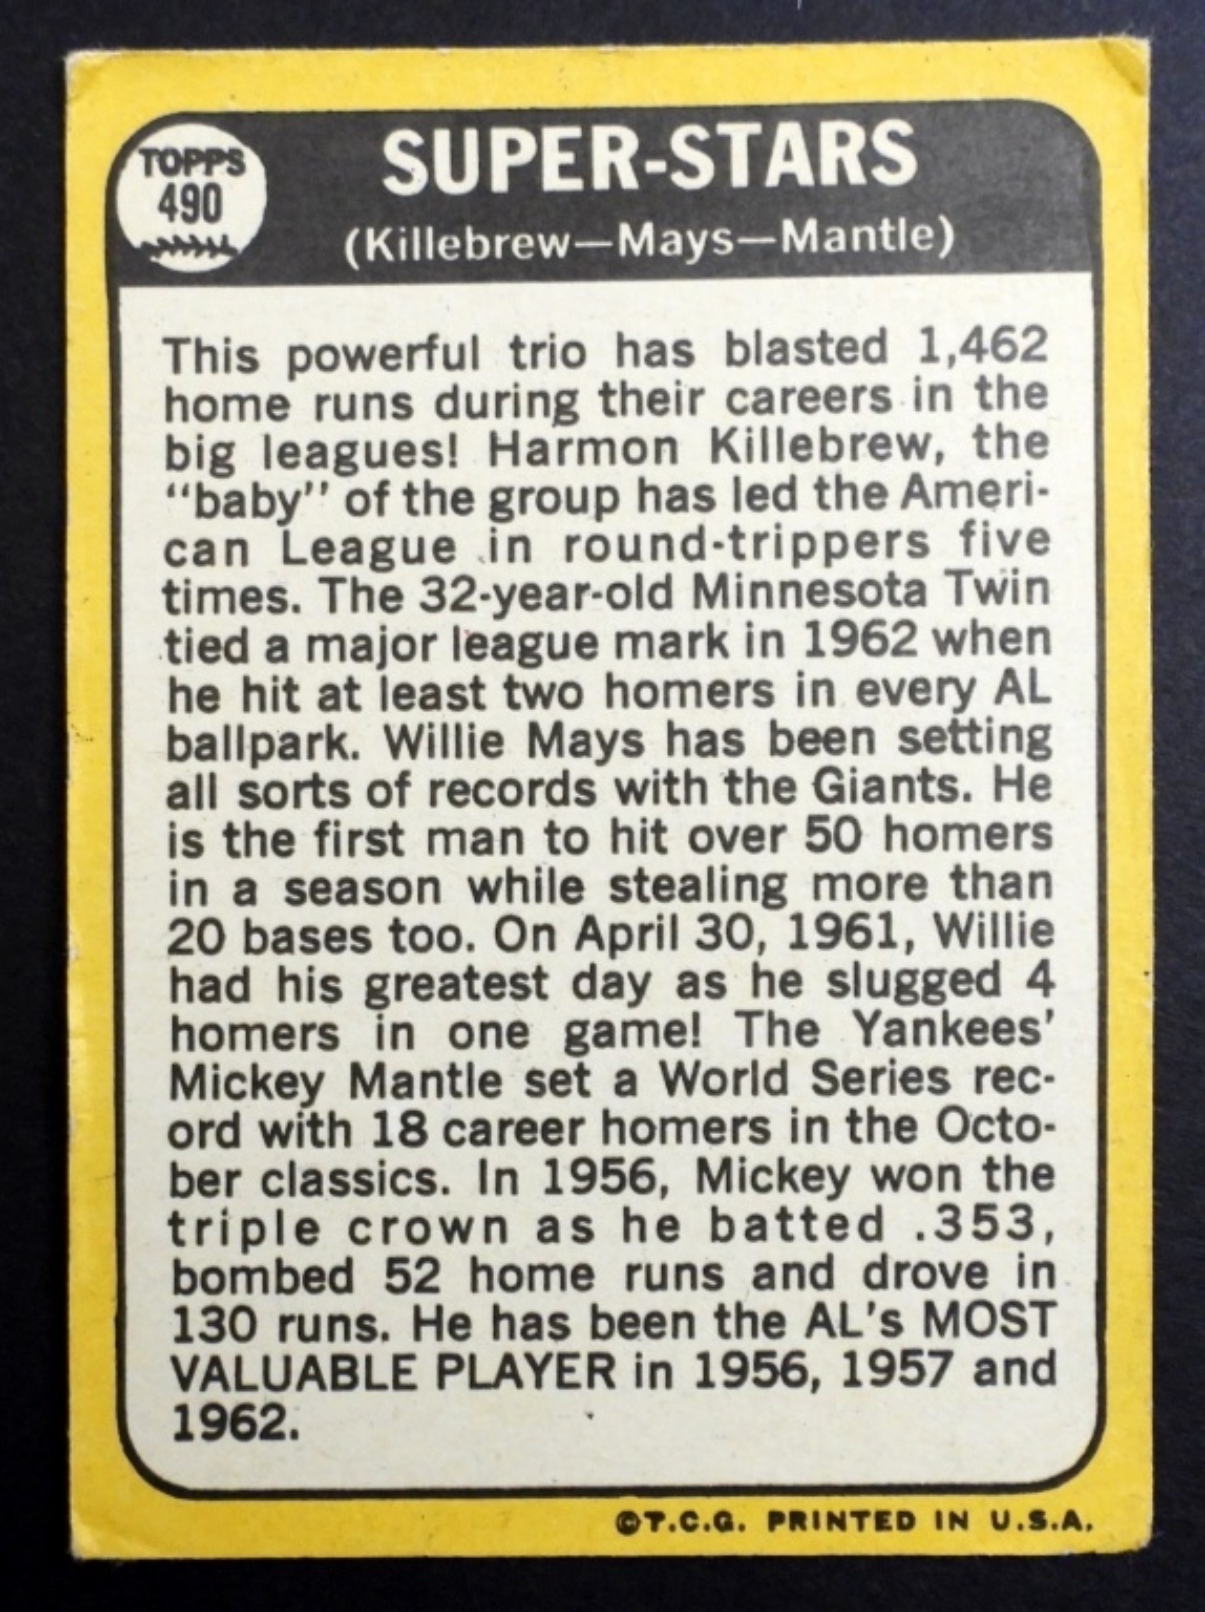 TOPPS
490
SUPER-STARS
(Killebrew—Mays—Mantle)
This powerful trio has blasted 1,462
home runs during their careers in the
big leagues! Harmon Killebrew, the
“baby” of the group has led the Ameri-
can League in round-trippers five
times. The 32-year-old Minnesota Twin
tied a major league mark in 1962 when
he hit at least two homers in every AL
ballpark. Willie Mays has been setting
all sorts of records with the Giants. He
is the first man to hit over 50 homers
in a season while stealing more than
20 bases too. On April 30, 1961, Willie
had his greatest day as he slugged 4
homers in one game! The Yankees’
Mickey Mantle set a World Series rec-
ord with 18 career homers in the Octo-
ber classics. In 1956, Mickey won the
triple crown as he batted .353,
bombed 52 home runs and drove in
130 runs. He has been the AL's MOST
VALUABLE PLAYER in 1956, 1957 and
1962.
©T.C.G. PRINTED IN U.S.A.